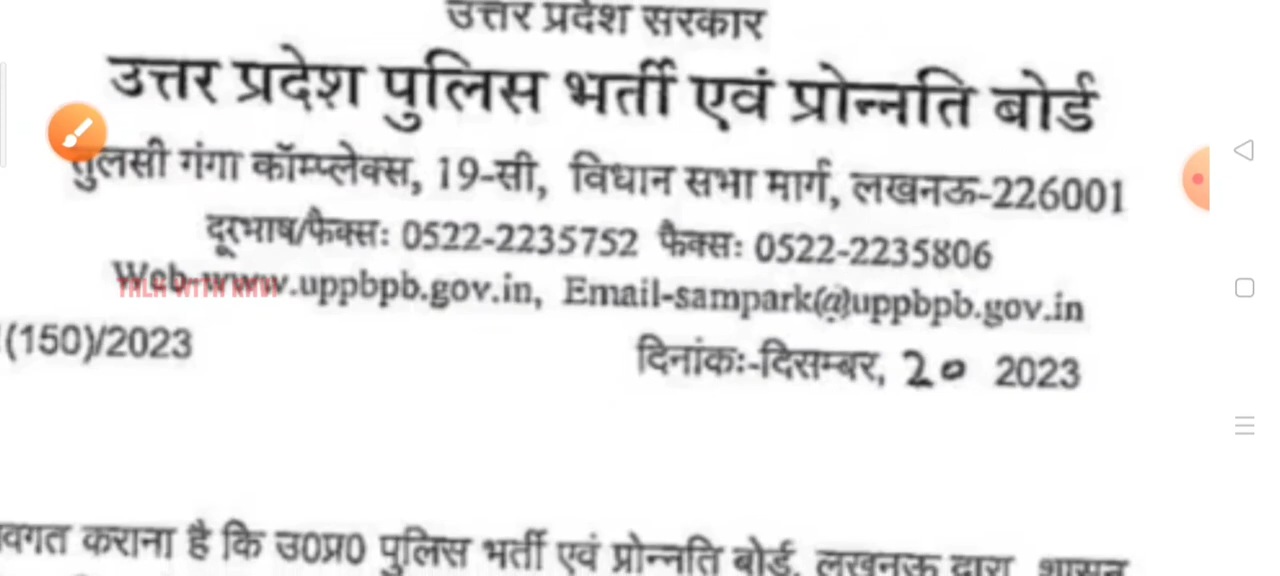 उत्तर प्रदेश सरकार
उत्तर प्रदेश पुलिस भर्ती एवं प्रोन्नति बोर्ड
तुलसी गंगा कॉम्प्लेक्स, 19-सी, विधान सभा मार्ग, लखनऊ-226001
दूरभाष/फैक्सः 0522-2235752 फैक्सः 0522-2235806
Web-www.uppbpb.gov.in, Email-sampark@uppbpb.gov.in
(150)/2023 दिनांकः-दिसम्बर, 20 2023
वगत कराना है कि उ0प्र0 पुलिस भर्ती एवं प्रोन्नति बोर्ड, लखनऊ द्वारा शासन